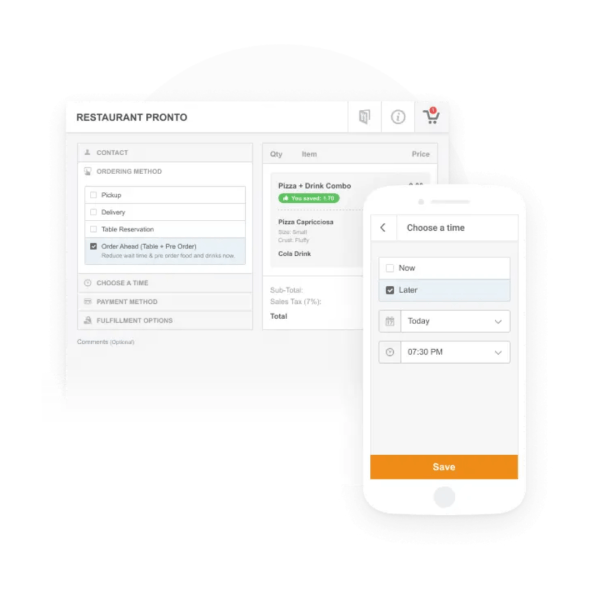 RESTAURANT PRONTO
1
CONTACT
ORDERING METHOD
Pickup
Delivery
Table Reservation
Order Ahead (Table + Pre Order)
Reduce wait time & pre order food and drinks now.
CHOOSE A TIME
PAYMENT METHOD
FULFILLMENT OPTIONS
Comments (Optional)
Qty Item Price
Pizza + Drink Combo
You saved: 1.70
Pizza Capricciosa
Size: Small
Crust: Fluffy
Cola Drink
Sub-Total:
Sales Tax (7%):
Total
Choose a time
Now
Later
Today
07:30 PM
Save